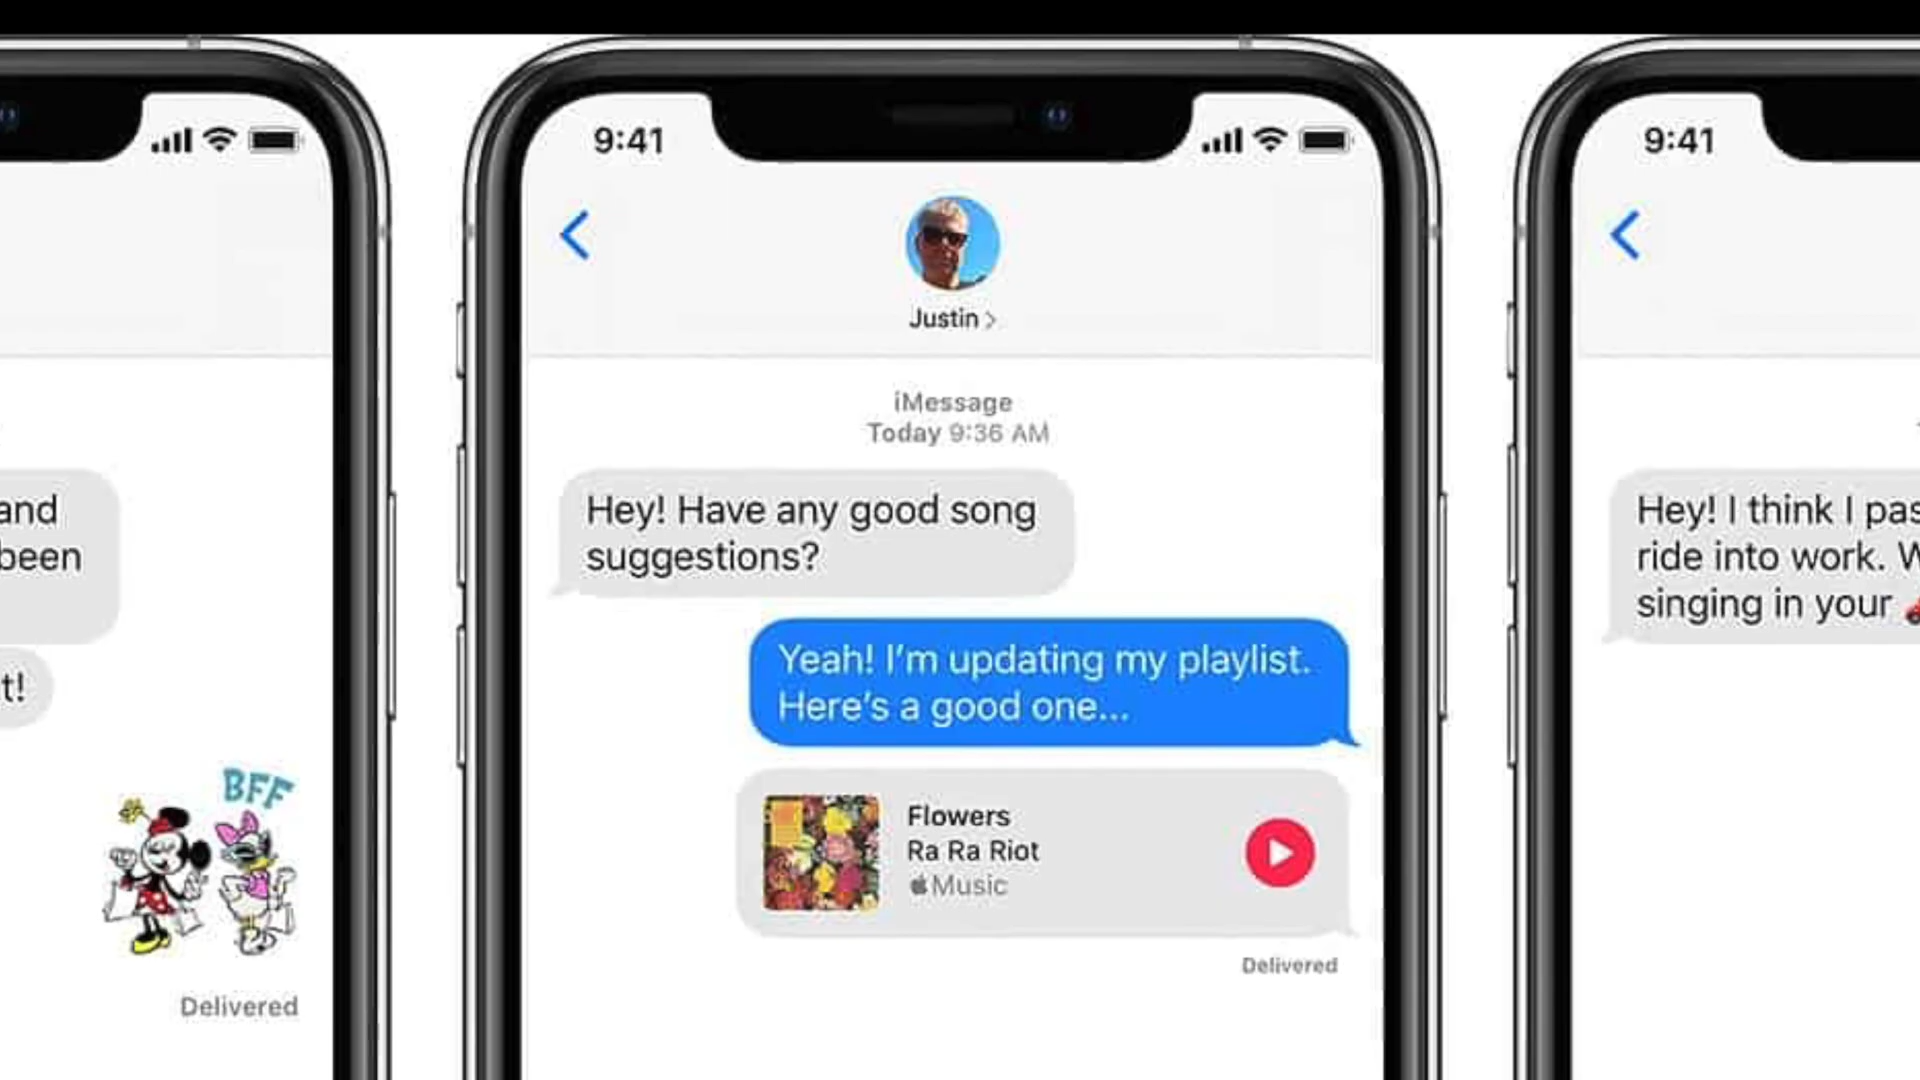 and
been
t!
BFF
Delivered
9:41
Justin >
iMessage
Today 9:36 AM
Hey! Have any good song
suggestions?
Yeah! I'm updating my playlist.
Here's a good one...
Flowers
Ra Ra Riot
Music
Delivered
9:41
Hey! I think I pas
ride into work. W
singing in your